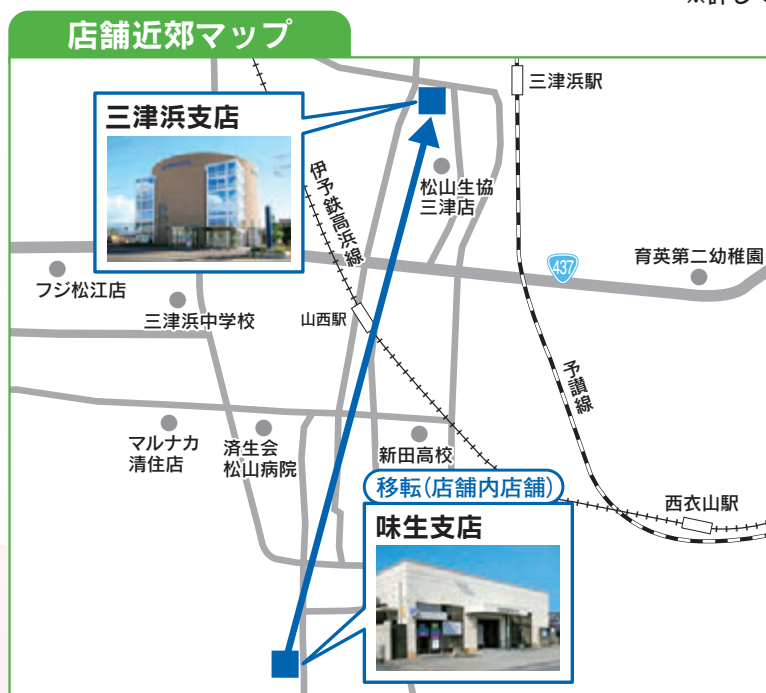 店舗近郊マップ
三津浜支店
三津浜駅
松山生協
三津店
伊予鉄高浜線
437
育英第二幼稚園
フジ松江店
三津浜中学校
山西駅
予讃線
マルナカ
清住店
済生会
松山病院
新田高校
移転(店舗内店舗)
西衣山駅
味生支店